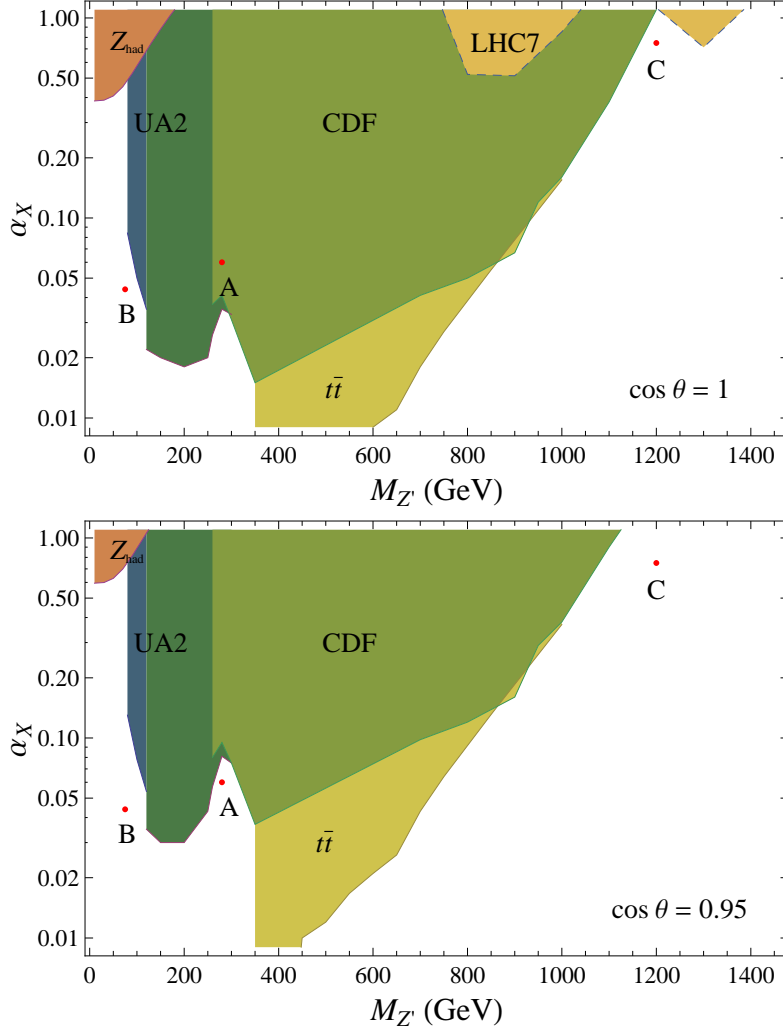 1.00
0.50
0.20
0.10
0.05
0.02
0.01
α_X
Z_had
UA2
CDF
LHC7
C
A
B
tt̄
cos θ = 1
0 200 400 600 800 1000 1200 1400
M_Z' (GeV)
1.00
0.50
0.20
0.10
0.05
0.02
0.01
α_X
Z_had
UA2
CDF
C
A
B
tt̄
cos θ = 0.95
0 200 400 600 800 1000 1200 1400
M_Z' (GeV)